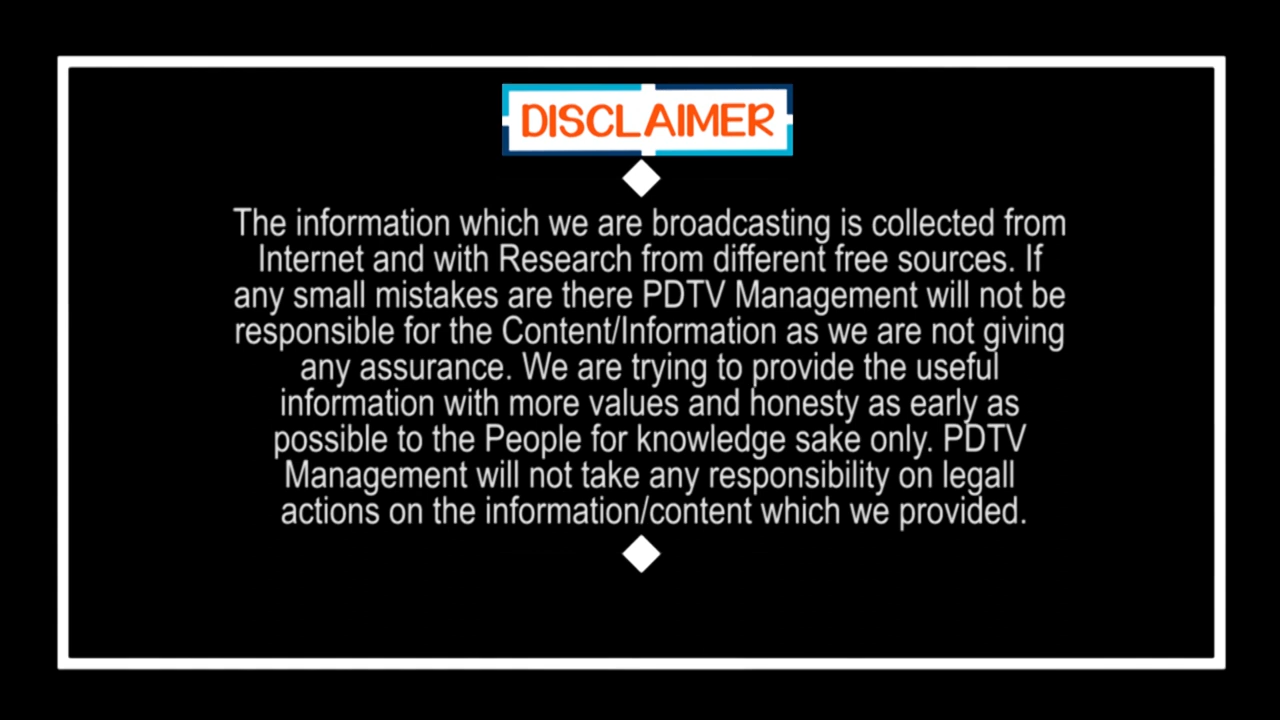 DISCLAIMER
The information which we are broadcasting is collected from
Internet and with Research from different free sources. If
any small mistakes are there PDTV Management will not be
responsible for the Content/Information as we are not giving
any assurance. We are trying to provide the useful
information with more values and honesty as early as
possible to the People for knowledge sake only. PDTV
Management will not take any responsibility on legall
actions on the information/content which we provided.